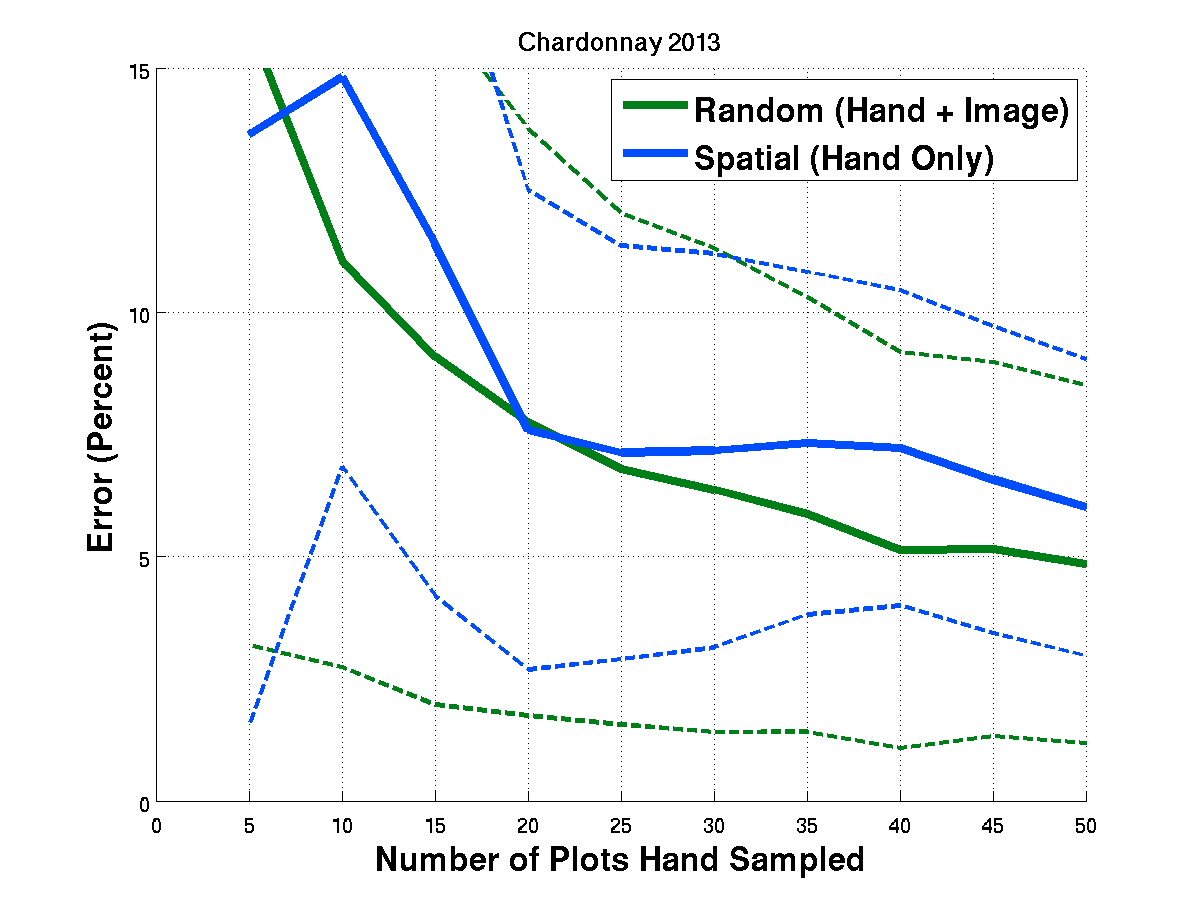 Chardonnay 2013
Random (Hand + Image)
Spatial (Hand Only)
Error (Percent)
15
10
5
0
0 5 10 15 20 25 30 35 40 45 50
Number of Plots Hand Sampled